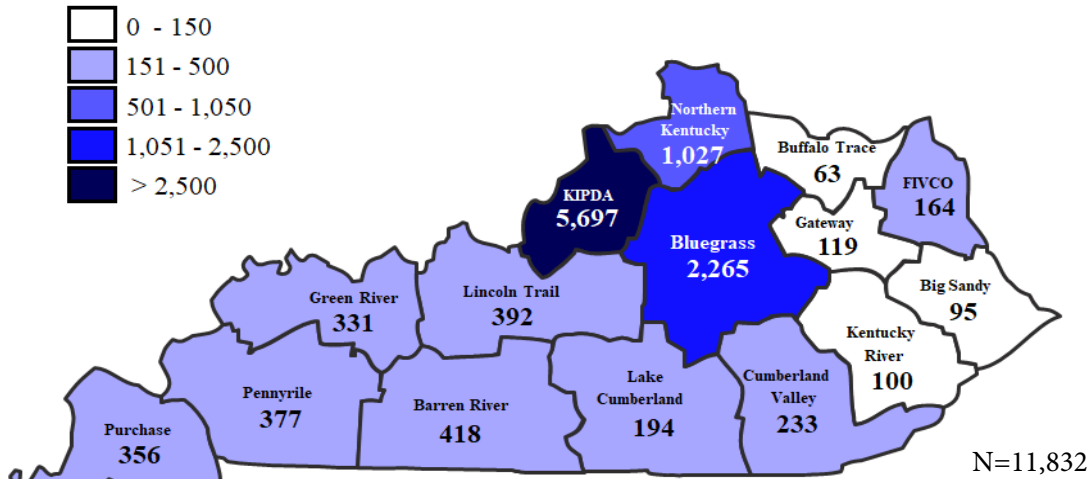 0 - 150
151 - 500
501 - 1,050
1,051 - 2,500
> 2,500
Northern
Kentucky
1,027
Buffalo Trace
63
FIVCO
164
KIPDA
5,697
Gateway
119
Bluegrass
2,265
Big Sandy
95
Green River
331
Lincoln Trail
392
Kentucky
River
100
Pennyrile
377
Barren River
418
Lake
Cumberland
194
Cumberland
Valley
233
Purchase
356
N=11,832